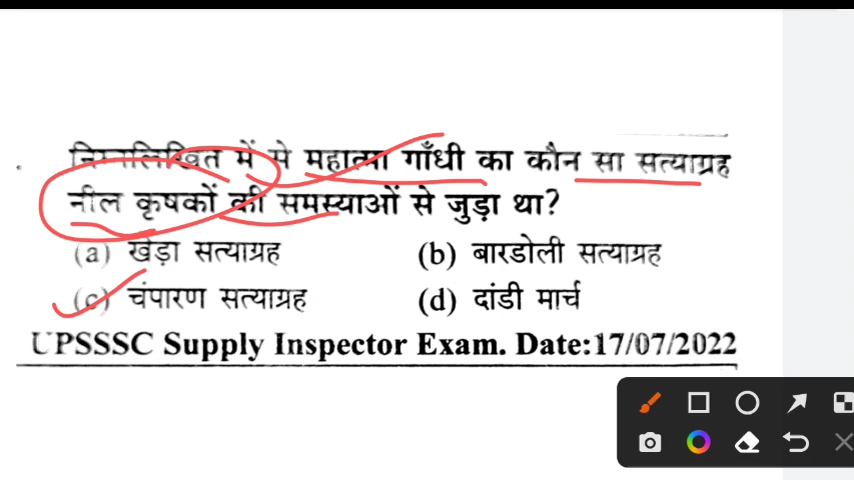 निम्नलिखित में से महात्मा गाँधी का कौन सा सत्याग्रह
नील कृषकों की समस्याओं से जुड़ा था?
(a) खेड़ा सत्याग्रह (b) बारडोली सत्याग्रह
(c) चंपारण सत्याग्रह (d) दांडी मार्च
UPSSSC Supply Inspector Exam. Date:17/07/2022